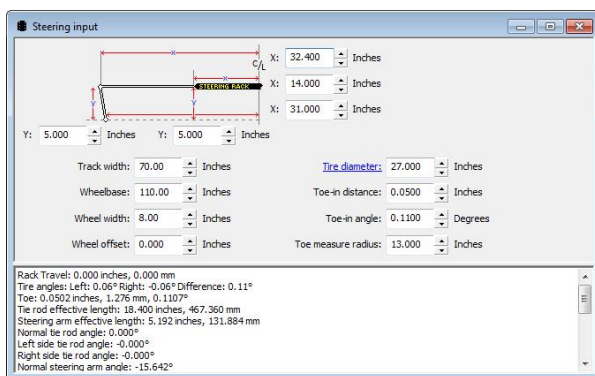 Steering input
x
C/L
X: 32.400 Inches
x
STEERING RACK
X: 14.000 Inches
Y
Y
x
X: 31.000 Inches
Y: 5.000 Inches Y: 5.000 Inches
Track width: 70.00 Inches Tire diameter: 27.000 Inches
Wheelbase: 110.00 Inches Toe-in distance: 0.0500 Inches
Wheel width: 8.00 Inches Toe-in angle: 0.1100 Degrees
Wheel offset: 0.000 Inches Toe measure radius: 13.000 Inches
Rack Travel: 0.000 inches, 0.000 mm
Tire angles: Left: 0.06° Right: -0.06° Difference: 0.11°
Toe: 0.0502 inches, 1.276 mm, 0.1107°
Tie rod effective length: 18.400 inches, 467.360 mm
Steering arm effective length: 5.192 inches, 131.884 mm
Normal tie rod angle: 0.000°
Left side tie rod angle: -0.000°
Right side tie rod angle: -0.000°
Normal steering arm angle: -15.642°